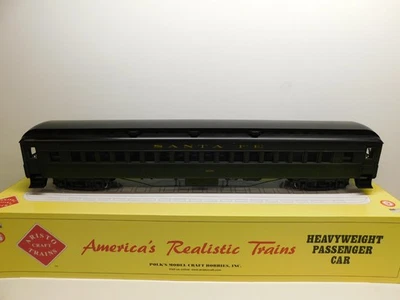 SANTA FE
ARISTO
CRAFT
TRAINS
America's Realistic Trains
POLK'S MODEL CRAFT HOBBIES, INC.
HEAVYWEIGHT
PASSENGER
CAR